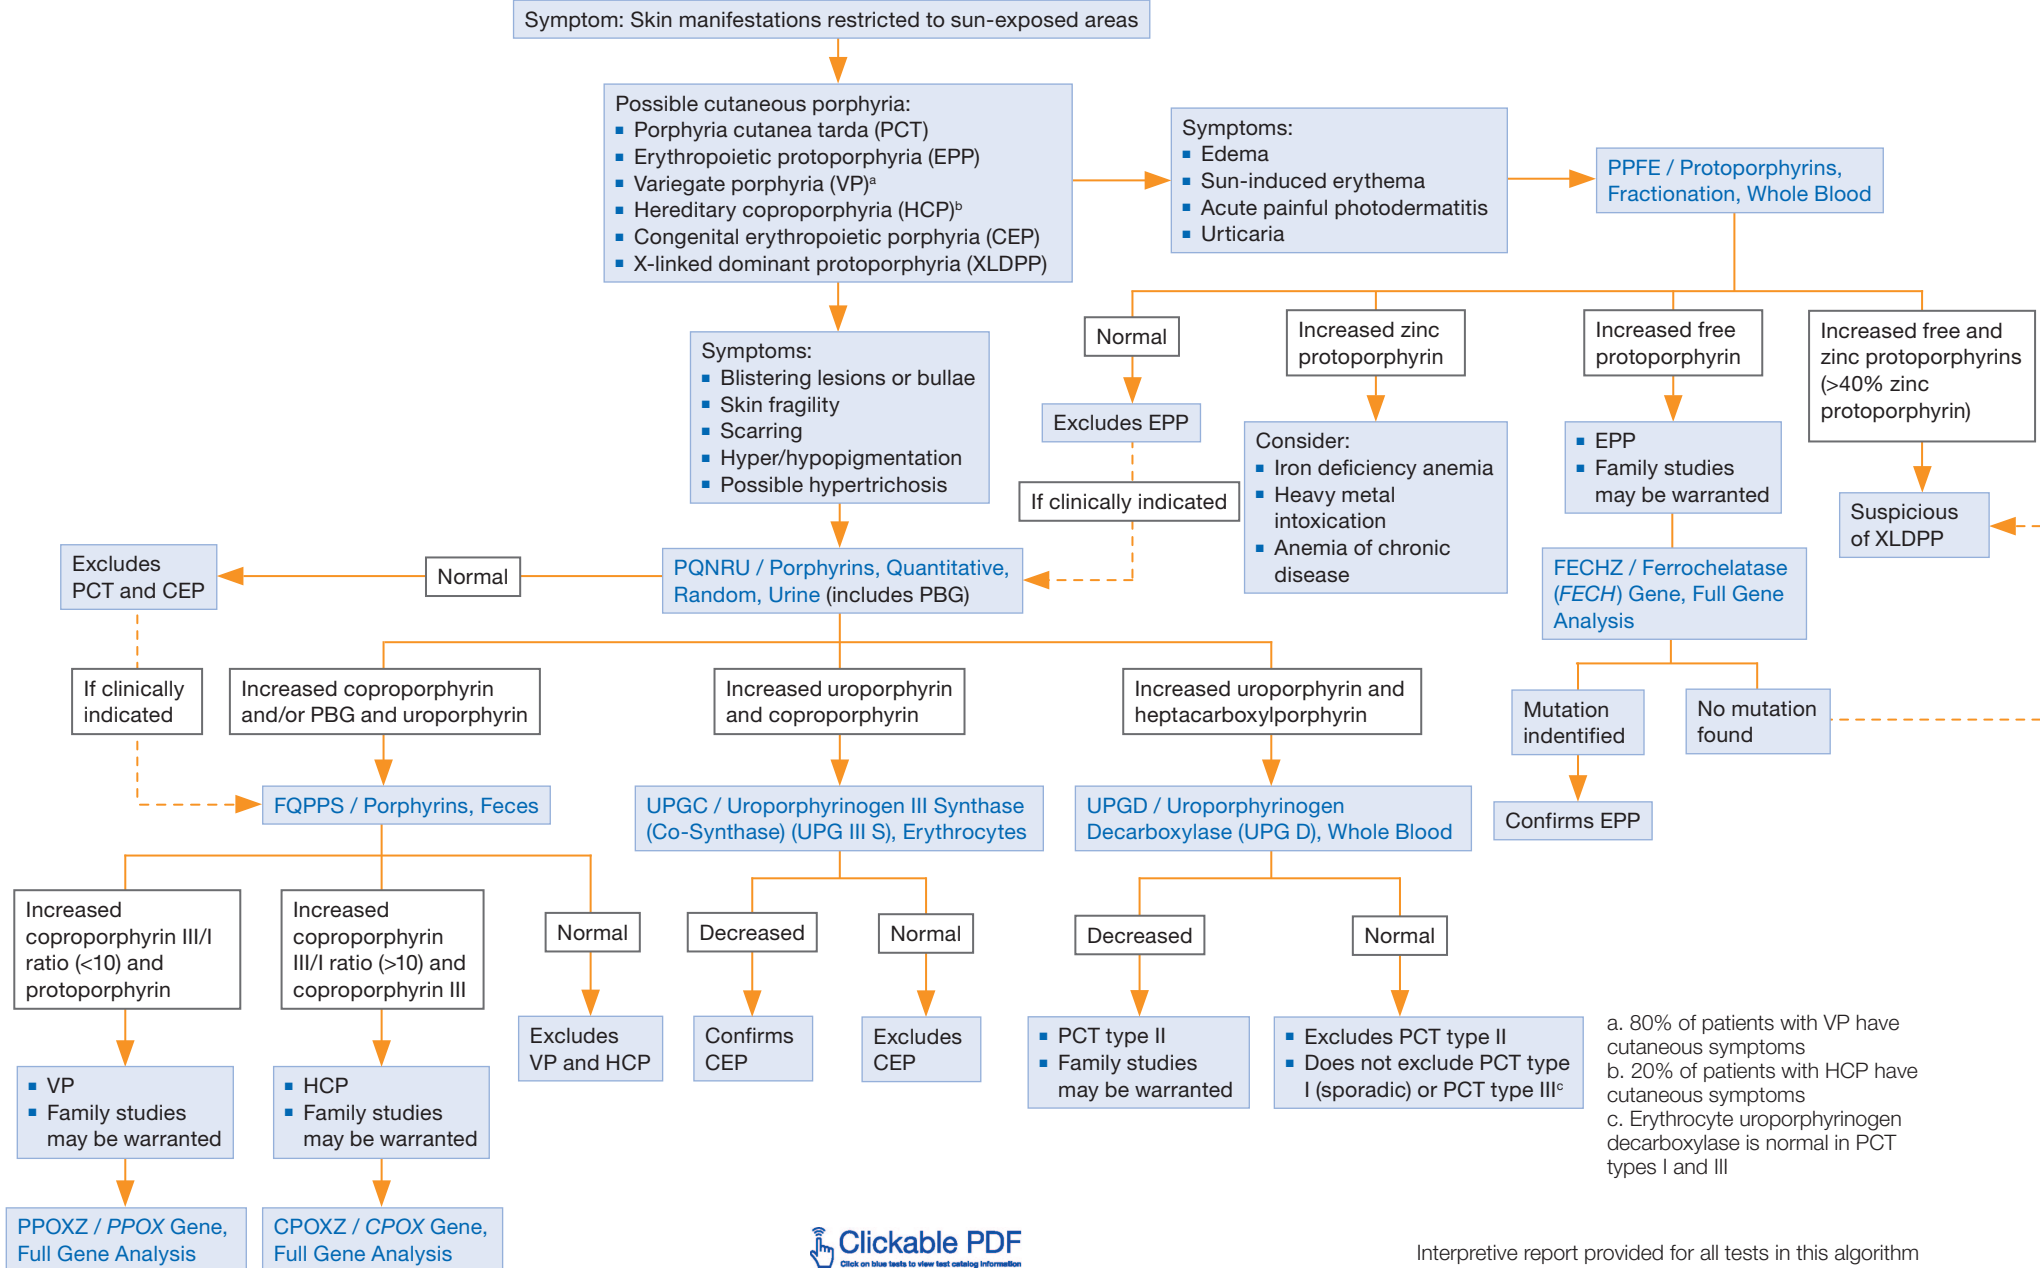 Symptom: Skin manifestations restricted to sun-exposed areas
Possible cutaneous porphyria:
▪ Porphyria cutanea tarda (PCT)
▪ Erythropoietic protoporphyria (EPP)
▪ Variegate porphyria (VP)a
▪ Hereditary coproporphyria (HCP)b
▪ Congenital erythropoietic porphyria (CEP)
▪ X-linked dominant protoporphyria (XLDPP)
Symptoms:
▪ Edema
▪ Sun-induced erythema
▪ Acute painful photodermatitis
▪ Urticaria
PPFE / Protoporphyrins,
Fractionation, Whole Blood
Normal
Increased zinc
protoporphyrin
Increased free
protoporphyrin
Increased free and
zinc protoporphyrins
(>40% zinc
protoporphyrin)
Symptoms:
▪ Blistering lesions or bullae
▪ Skin fragility
▪ Scarring
▪ Hyper/hypopigmentation
▪ Possible hypertrichosis
Excludes EPP
If clinically indicated
Consider:
▪ Iron deficiency anemia
▪ Heavy metal
intoxication
▪ Anemia of chronic
disease
▪ EPP
▪ Family studies
may be warranted
Suspicious
of XLDPP
Excludes
PCT and CEP
Normal
PQNRU / Porphyrins, Quantitative,
Random, Urine (includes PBG)
FECHZ / Ferrochelatase
(FECH) Gene, Full Gene
Analysis
If clinically
indicated
Increased coproporphyrin
and/or PBG and uroporphyrin
Increased uroporphyrin
and coproporphyrin
Increased uroporphyrin and
heptacarboxylporphyrin
Mutation
indentified
No mutation
found
FQPPS / Porphyrins, Feces
UPGC / Uroporphyrinogen III Synthase
(Co-Synthase) (UPG III S), Erythrocytes
UPGD / Uroporphyrinogen
Decarboxylase (UPG D), Whole Blood
Confirms EPP
Increased
coproporphyrin III/I
ratio (<10) and
protoporphyrin
Increased
coproporphyrin
III/I ratio (>10) and
coproporphyrin III
Normal
Decreased
Normal
Decreased
Normal
Excludes
VP and HCP
Confirms
CEP
Excludes
CEP
▪ PCT type II
▪ Family studies
may be warranted
▪ Excludes PCT type II
▪ Does not exclude PCT type
I (sporadic) or PCT type IIIc
▪ VP
▪ Family studies
may be warranted
▪ HCP
▪ Family studies
may be warranted
a. 80% of patients with VP have
cutaneous symptoms
b. 20% of patients with HCP have
cutaneous symptoms
c. Erythrocyte uroporphyrinogen
decarboxylase is normal in PCT
types I and III
PPOXZ / PPOX Gene,
Full Gene Analysis
CPOXZ / CPOX Gene,
Full Gene Analysis
Clickable PDF
Click on blue tests to view test catalog information
Interpretive report provided for all tests in this algorithm